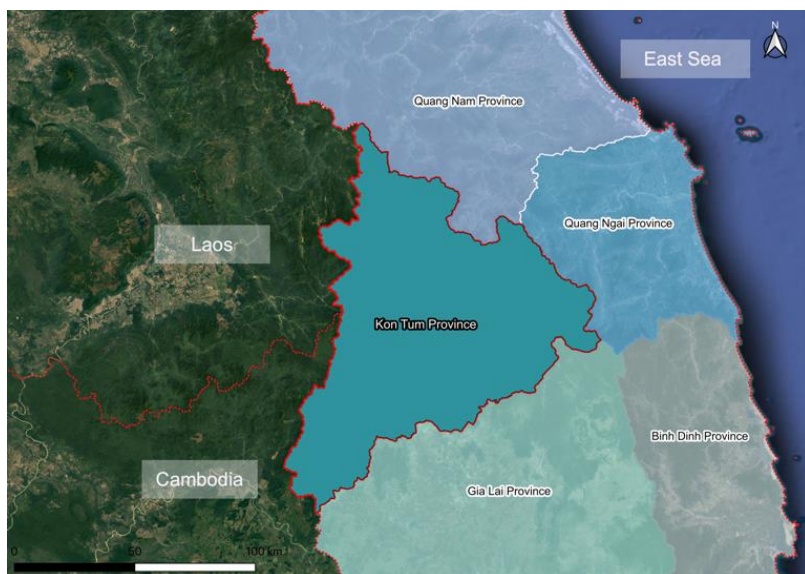 N
East Sea
Quang Nam Province
Quang Ngai Province
Laos
Kon Tum Province
Binh Dinh Province
Cambodia
Gia Lai Province
0 50 100 km